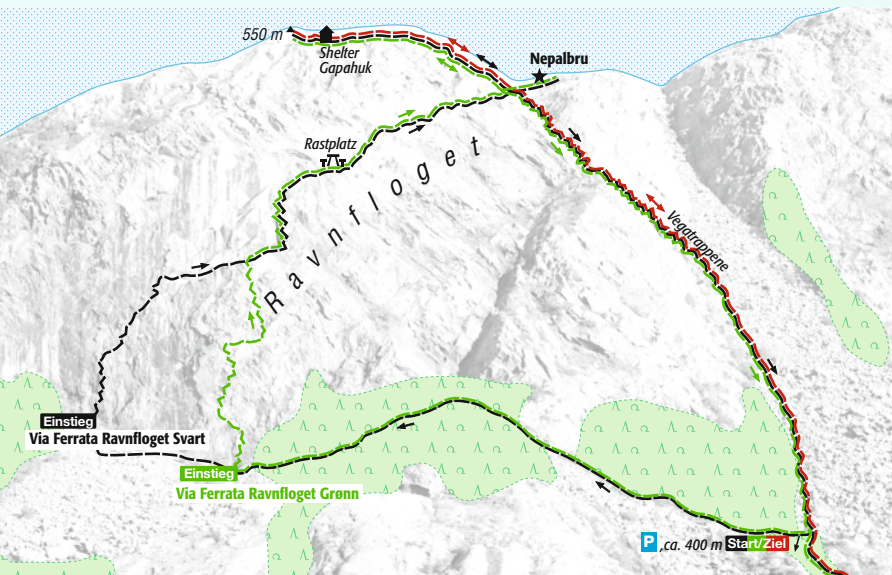 550 m
Shelter
Gapahuk
Nepalbru
Rastplatz
Ravnfloget
Vegatrappene
Einstieg
Via Ferrata Ravnfloget Svart
Einstieg
Via Ferrata Ravnfloget Grønn
P ,ca. 400 m Start/Ziel